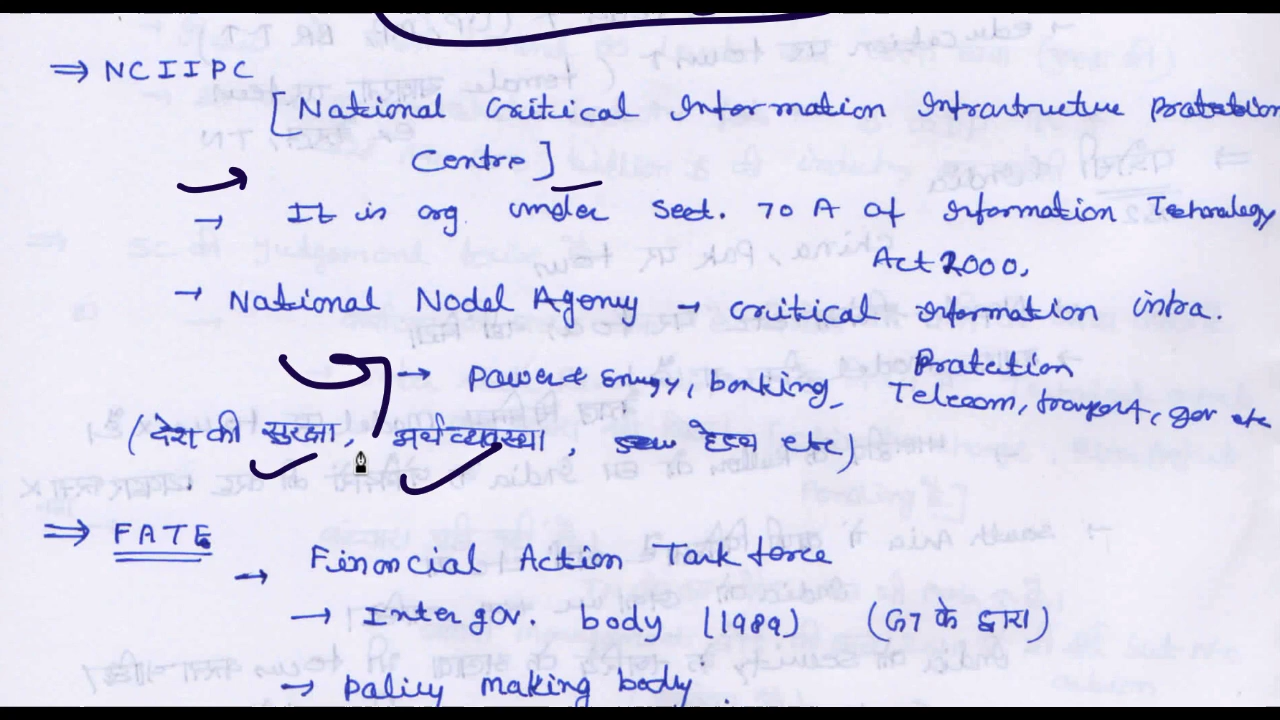 ⇒ NCIIPC
[National Critical Information Infrastructure Protection
Centre]
→ It is org under Sect. 70 A of Information Technology
Act 2000.
→ National Nodel Agency → Critical Information infra.
Protection
→ Power & Energy, banking, Telecom, transport, gov etc
(देश की सुरक्षा, अर्थव्यवस्था, हेल्थ etc)
⇒ FATF
→ Financial Action Task force
→ Inter gov. body (1989) (G7 के द्वारा)
→ Policy making body.